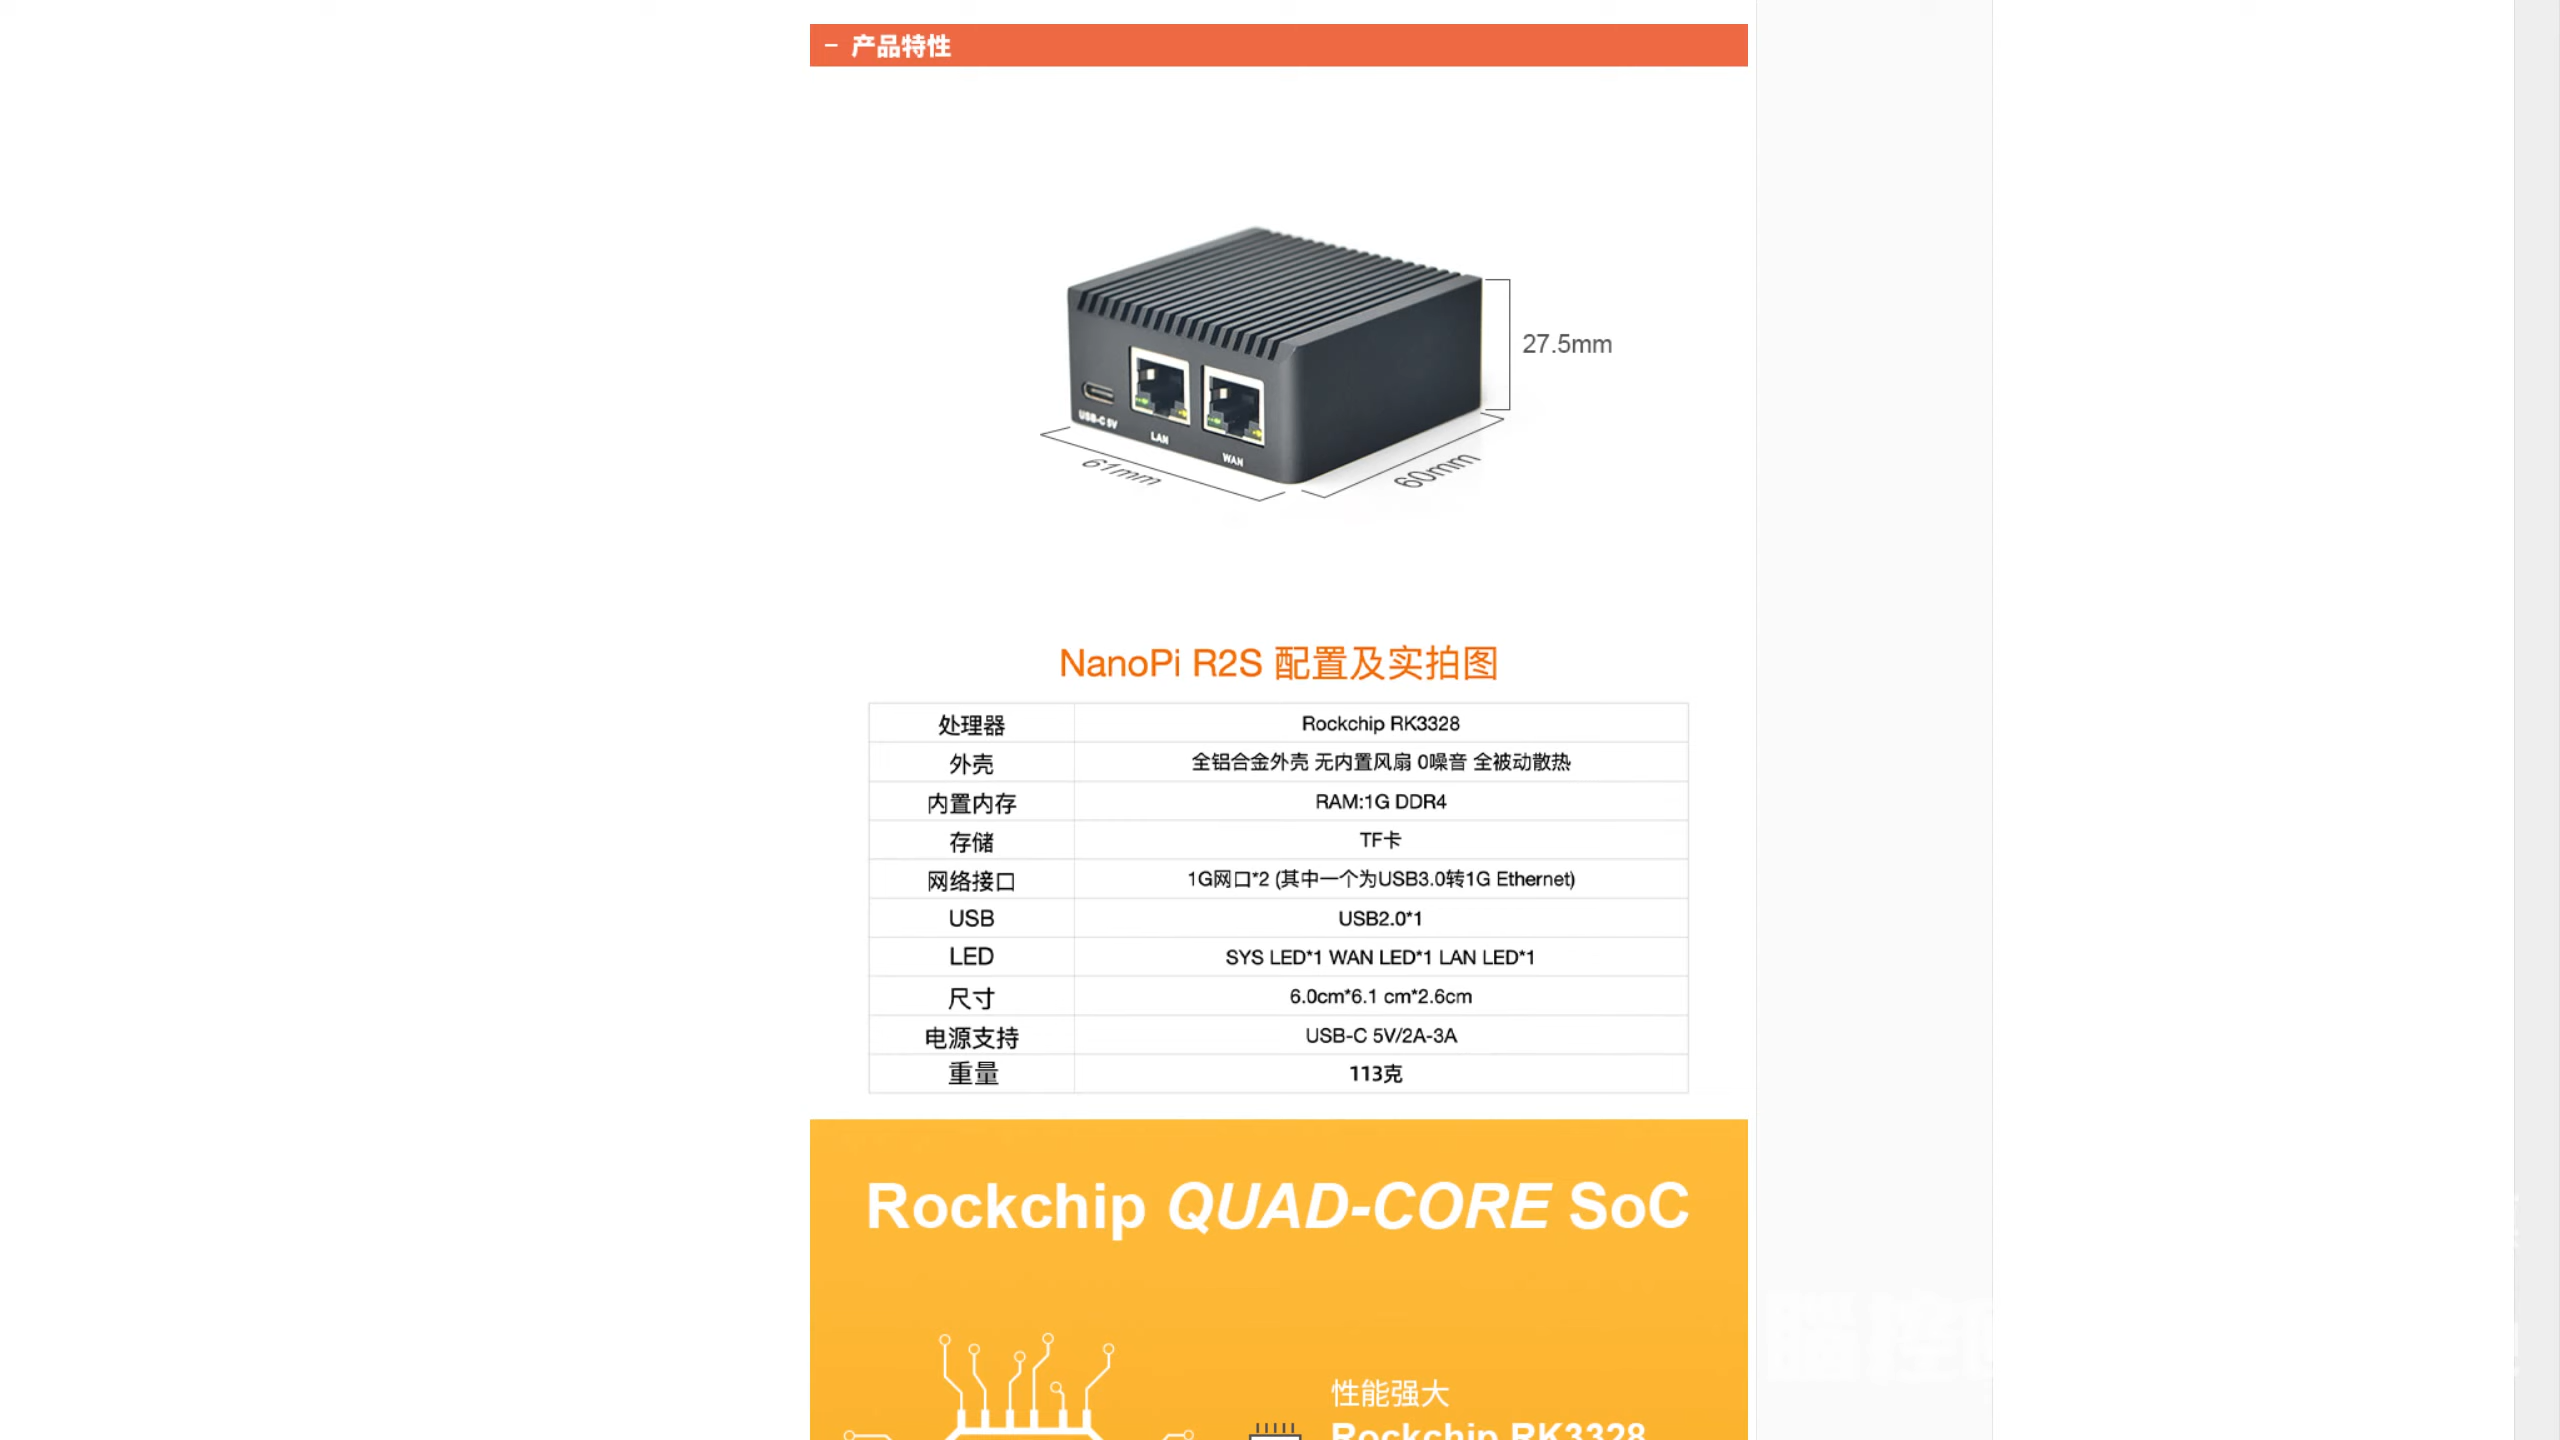 - 产品特性
27.5mm
USB-C 5V
LAN
WAN
61mm
60mm
NanoPi R2S 配置及实拍图
处理器 Rockchip RK3328
外壳 全铝合金外壳 无内置风扇 0噪音 全被动散热
内置内存 RAM:1G DDR4
存储 TF卡
网络接口 1G网口*2 (其中一个为USB3.0转1G Ethernet)
USB USB2.0*1
LED SYS LED*1 WAN LED*1 LAN LED*1
尺寸 6.0cm*6.1 cm*2.6cm
电源支持 USB-C 5V/2A-3A
重量 113克
Rockchip QUAD-CORE SoC
性能强大
Rockchip RK3328